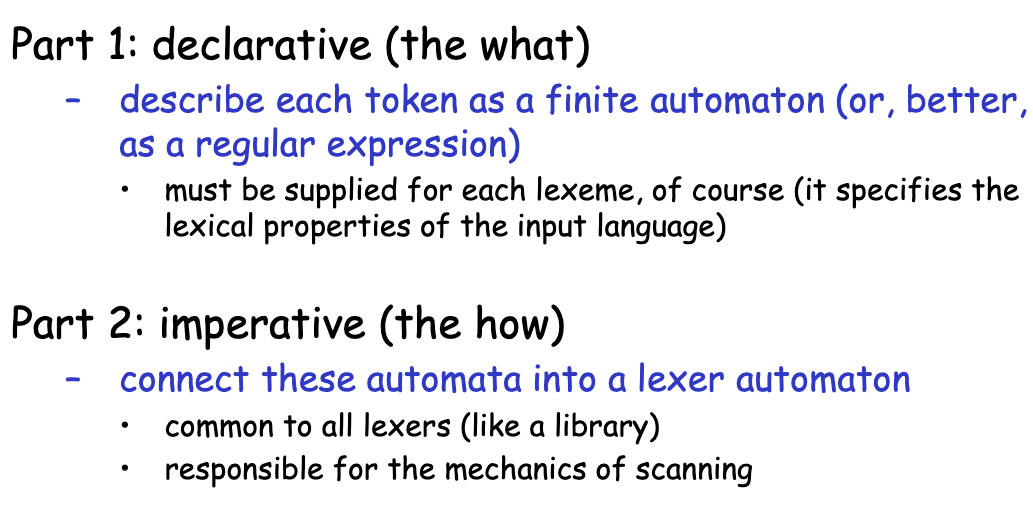 Part 1: declarative (the what)
– describe each token as a finite automaton (or, better,
as a regular expression)
• must be supplied for each lexeme, of course (it specifies the
lexical properties of the input language)
Part 2: imperative (the how)
– connect these automata into a lexer automaton
• common to all lexers (like a library)
• responsible for the mechanics of scanning